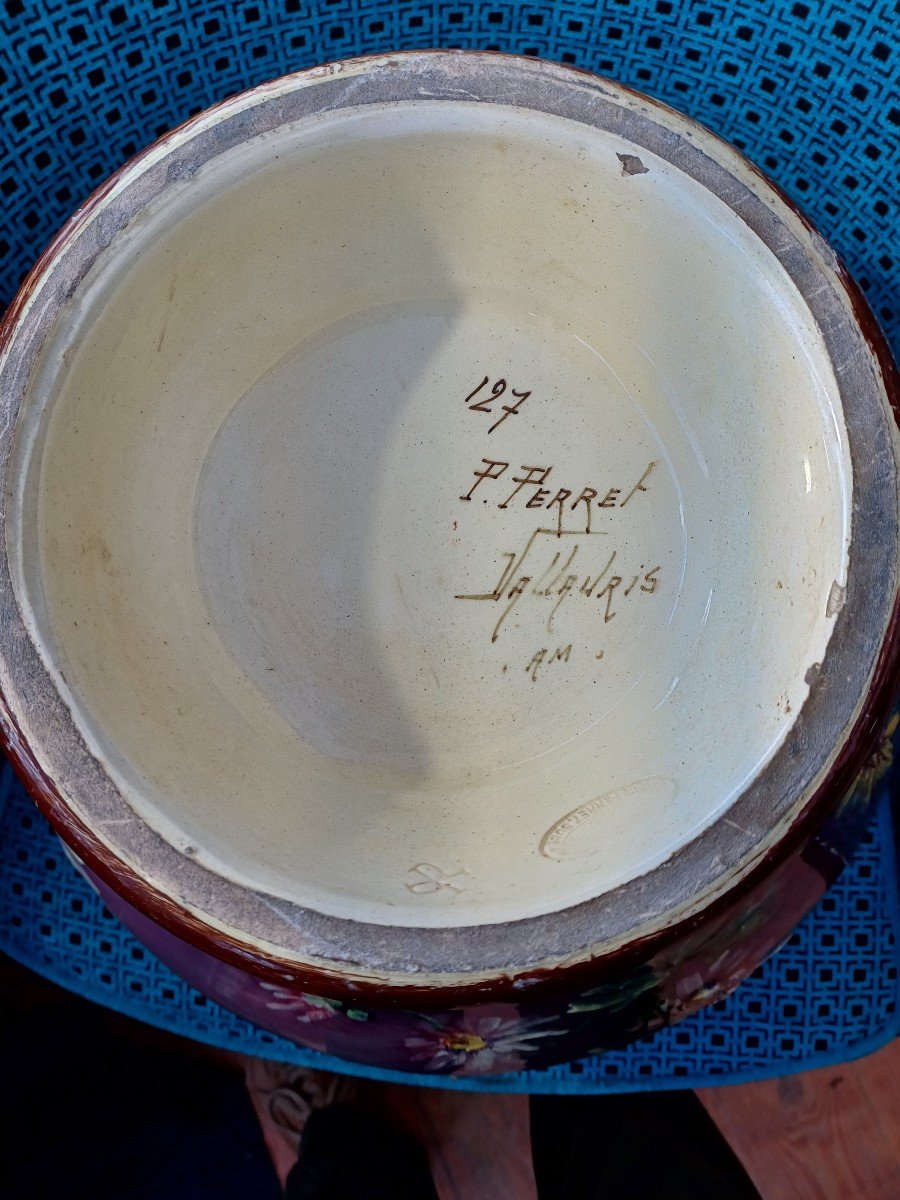 127
P. PERRET
VALLAURIS
. AM .